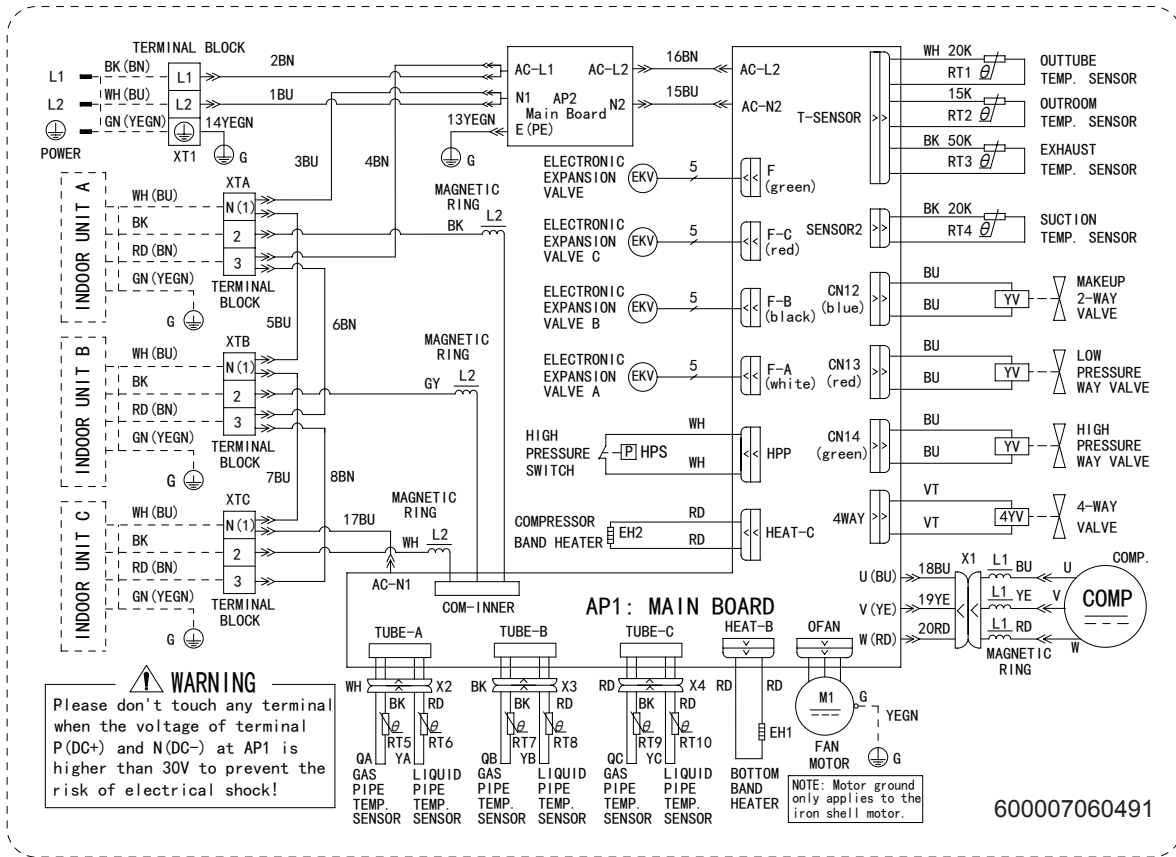 TERMINAL BLOCK
L1
BK(BN)
L1
2BN
L2
WH(BU)
L2
1BU
GN(YEGN)
14YEGN
POWER
XT1
G
AC-L1
AC-L2
N1
AP2
N2
Main Board
E(PE)
13YEGN
G
16BN
15BU
AC-L2
AC-N2
T-SENSOR
WH 20K
RT1 θ
OUTTUBE
TEMP. SENSOR
15K
RT2 θ
OUTROOM
TEMP. SENSOR
BK 50K
RT3 θ
EXHAUST
TEMP. SENSOR
SENSOR2
BK 20K
RT4 θ
SUCTION
TEMP. SENSOR
3BU
4BN
INDOOR UNIT A
WH(BU)
BK
RD(BN)
GN(YEGN)
G
XTA
N(1)
2
3
TERMINAL
BLOCK
MAGNETIC
RING
BK
L2
5BU
6BN
INDOOR UNIT B
WH(BU)
BK
RD(BN)
GN(YEGN)
G
XTB
N(1)
2
3
TERMINAL
BLOCK
MAGNETIC
RING
GY
L2
7BU
8BN
INDOOR UNIT C
WH(BU)
BK
RD(BN)
GN(YEGN)
G
XTC
N(1)
2
3
TERMINAL
BLOCK
17BU
MAGNETIC
RING
WH
L2
AC-N1
COM-INNER
ELECTRONIC
EXPANSION
VALVE
EKV
5
F
(green)
ELECTRONIC
EXPANSION
VALVE C
EKV
5
F-C
(red)
ELECTRONIC
EXPANSION
VALVE B
EKV
5
F-B
(black)
ELECTRONIC
EXPANSION
VALVE A
EKV
5
F-A
(white)
HIGH
PRESSURE
SWITCH
P
HPS
WH
WH
HPP
COMPRESSOR
BAND HEATER
EH2
RD
RD
HEAT-C
CN12
(blue)
BU
BU
YV
MAKEUP
2-WAY
VALVE
CN13
(red)
BU
BU
YV
LOW
PRESSURE
WAY VALVE
CN14
(green)
BU
BU
YV
HIGH
PRESSURE
WAY VALVE
4WAY
VT
VT
4YV
4-WAY
VALVE
U(BU)
18BU
X1
L1
BU
U
COMP.
V(YE)
19YE
L1
YE
V
COMP
W(RD)
20RD
L1
RD
W
MAGNETIC
RING
AP1: MAIN BOARD
TUBE-A
TUBE-B
TUBE-C
HEAT-B
OFAN
WH
X2
BK
RD
θ
RT5
θ
RT6
QA
YA
GAS
PIPE
TEMP.
SENSOR
LIQUID
PIPE
TEMP.
SENSOR
BK
X3
BK
RD
θ
RT7
θ
RT8
QB
YB
GAS
PIPE
TEMP.
SENSOR
LIQUID
PIPE
TEMP.
SENSOR
RD
X4
BK
RD
θ
RT9
θ
RT10
QC
YC
GAS
PIPE
TEMP.
SENSOR
LIQUID
PIPE
TEMP.
SENSOR
RD
RD
EH1
BOTTOM
BAND
HEATER
M1
G
YEGN
G
FAN
MOTOR
NOTE: Motor ground
only applies to the
iron shell motor.
WARNING
Please don't touch any terminal
when the voltage of terminal
P(DC+) and N(DC-) at AP1 is
higher than 30V to prevent the
risk of electrical shock!
600007060491